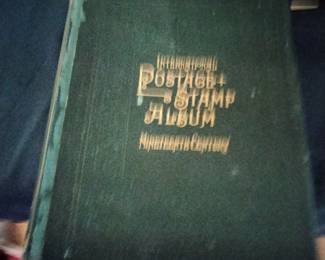 INTERNATIONAL
POSTAGE
STAMP
ALBUM
NINETEENTH CENTURY